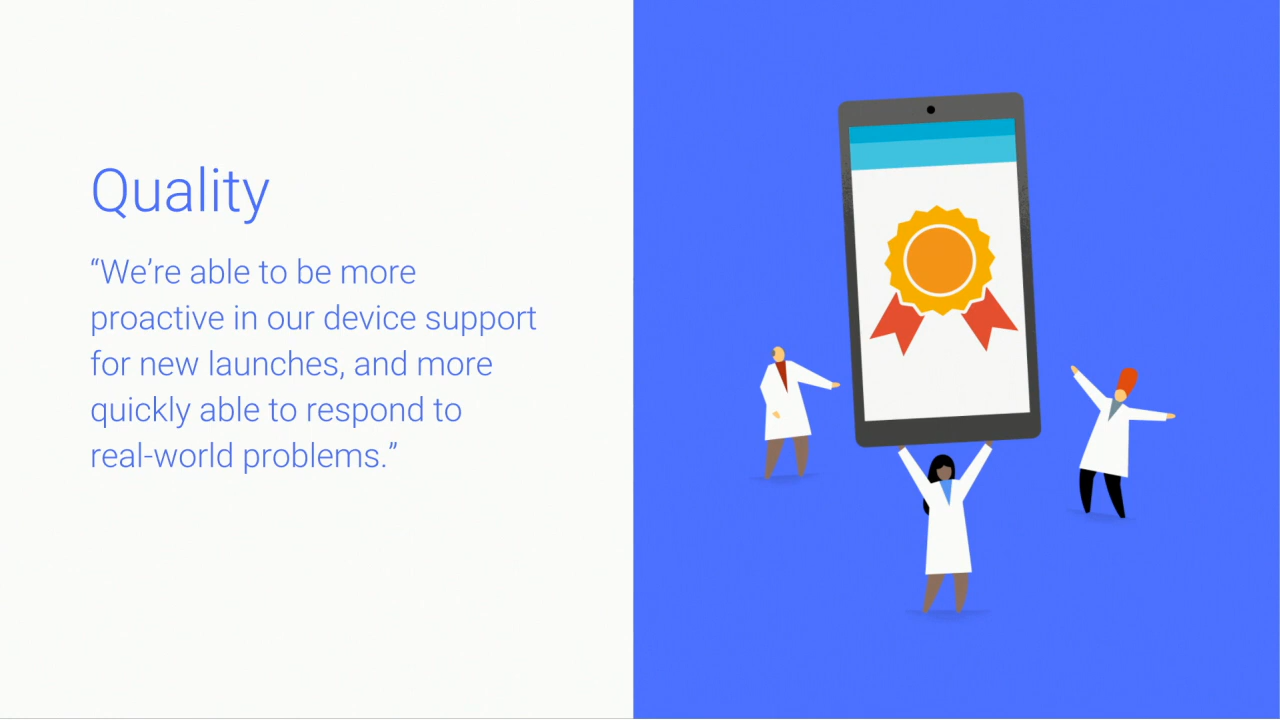 Quality
“We’re able to be more
proactive in our device support
for new launches, and more
quickly able to respond to
real-world problems.”